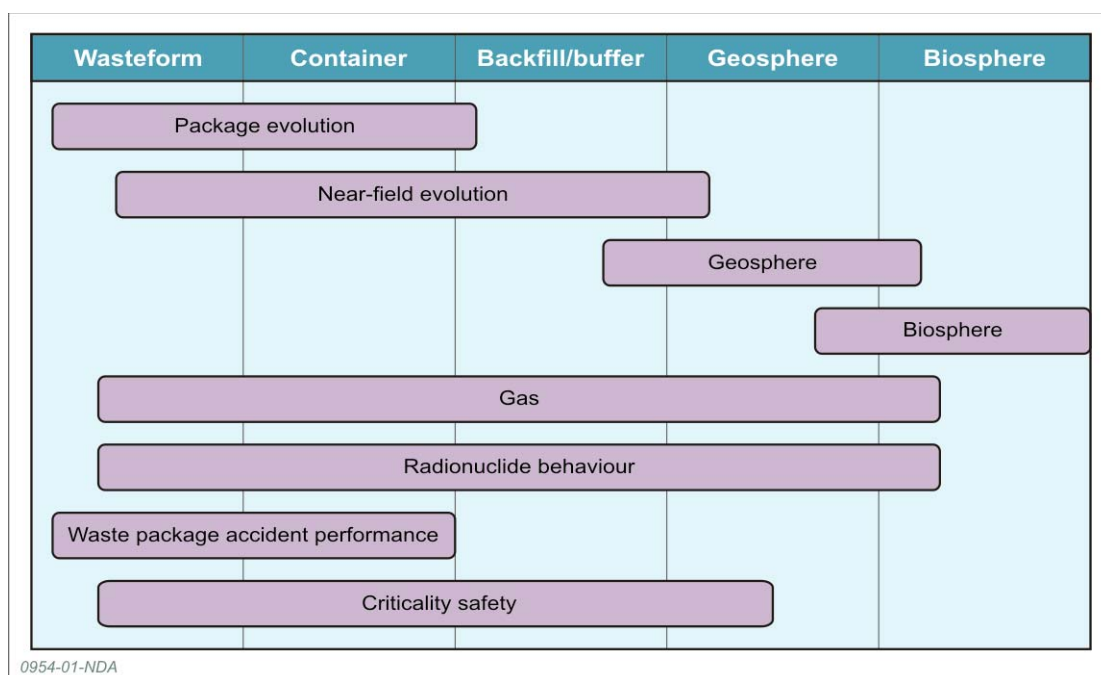 Wasteform Container Backfill/buffer Geosphere Biosphere
Package evolution
Near-field evolution
Geosphere
Biosphere
Gas
Radionuclide behaviour
Waste package accident performance
Criticality safety
0954-01-NDA